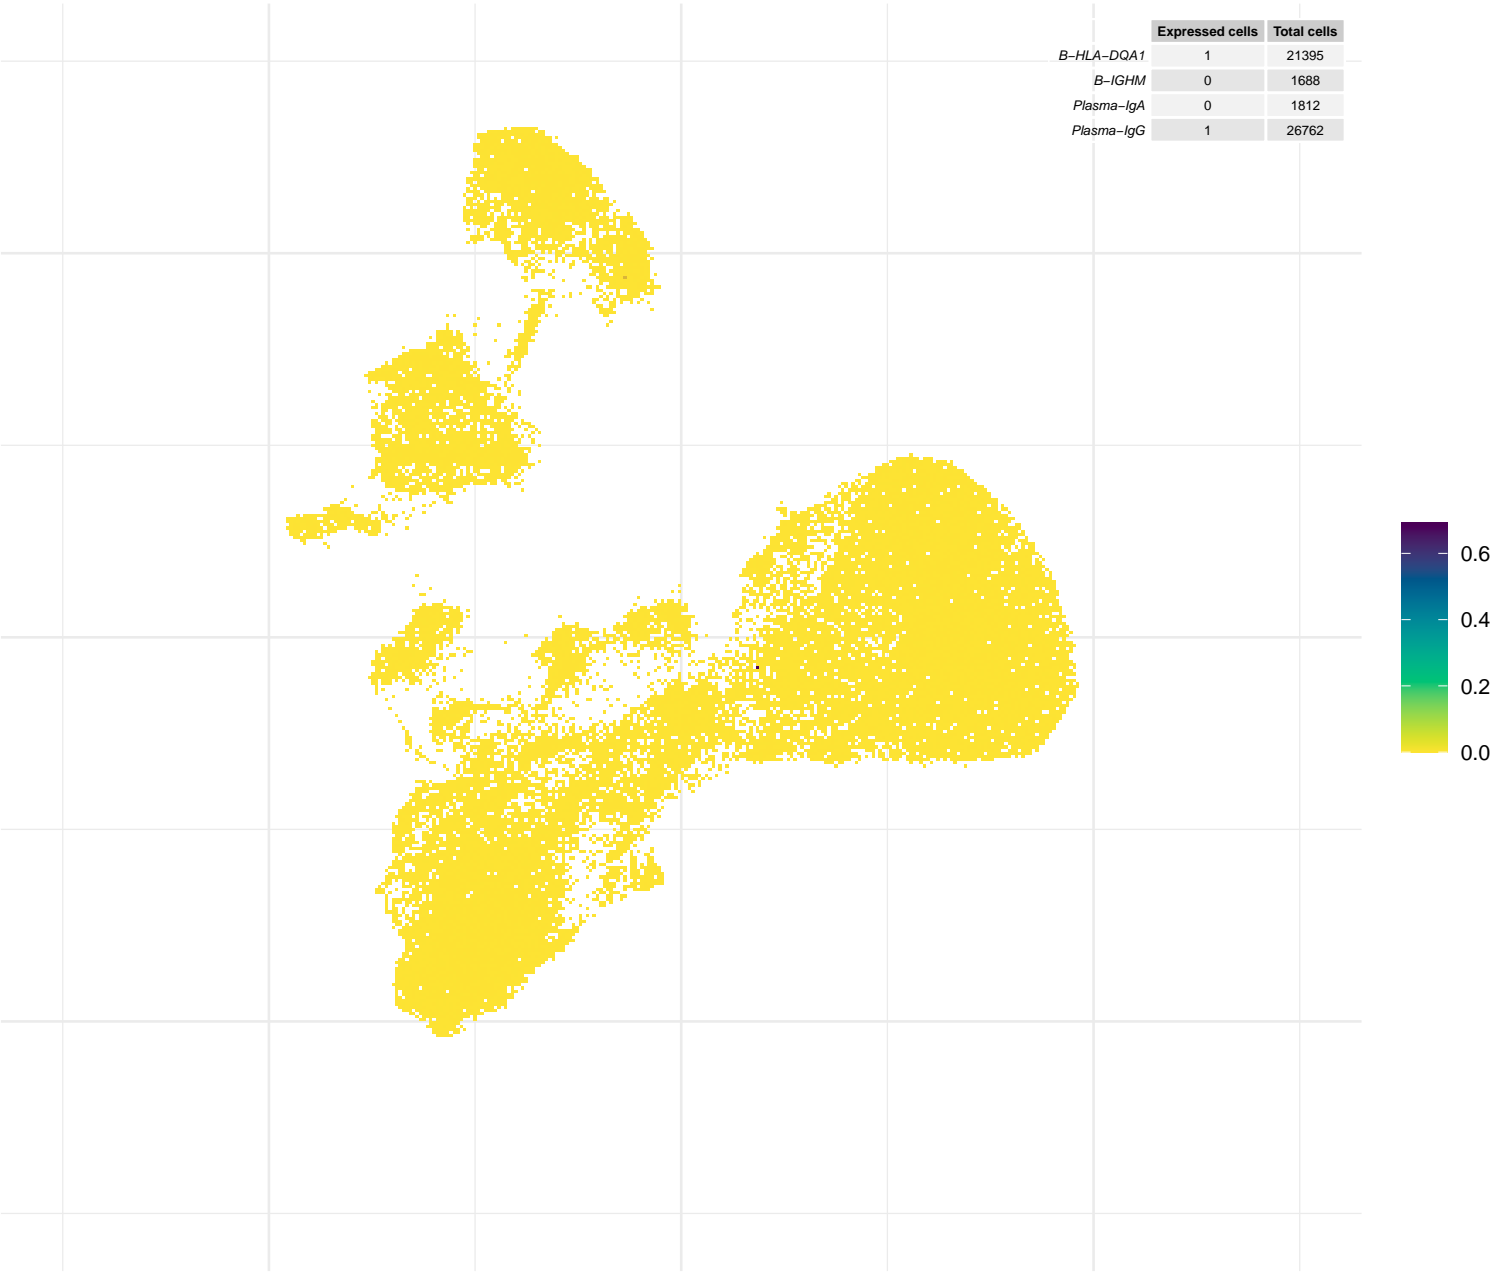 Expressed cells Total cells
B−HLA−DQA1 1 21395
B−IGHM 0 1688
Plasma−IgA 0 1812
Plasma−IgG 1 26762
0.6
0.4
0.2
0.0